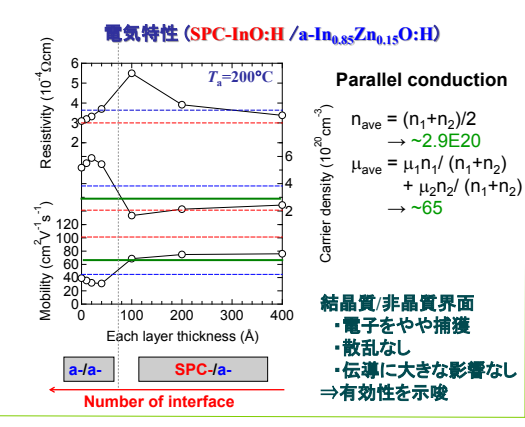 電気特性 (SPC-InO:H /a-In0.85Zn0.15O:H)
Ta=200°C
Resistivity (10-4Ωcm)
6
5
4
3
2
Carrier density (1020 cm-3)
6
4
2
Mobility (cm2V-1s-1)
120
100
80
60
40
20
0
0 100 200 300 400
Each layer thickness (Å)
a-/a-
SPC-/a-
Number of interface
Parallel conduction
nave = (n1+n2)/2
→ ~2.9E20
μave = μ1n1/ (n1+n2)
+ μ2n2/ (n1+n2)
→ ~65
結晶質/非晶質界面
・電子をやや捕獲
・散乱なし
・伝導に大きな影響なし
⇒有効性を示唆